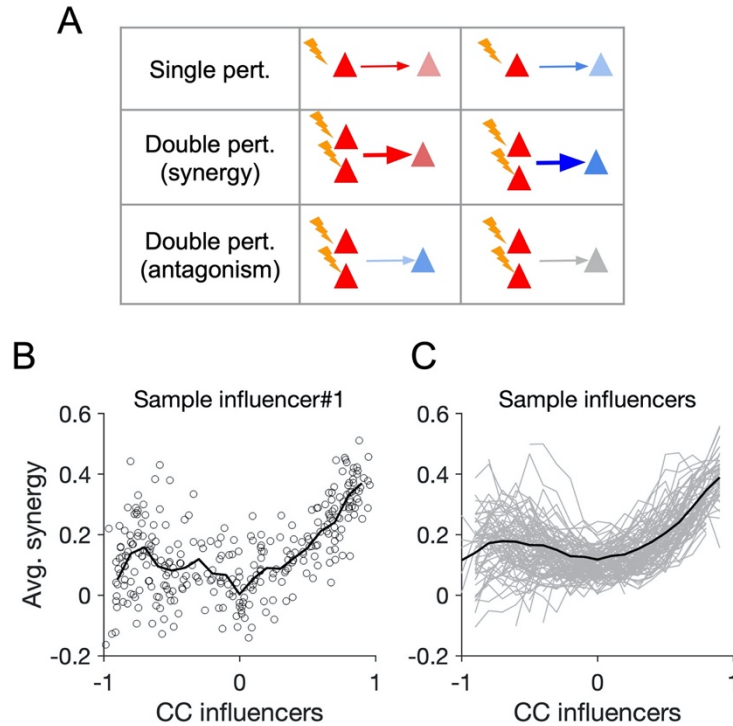 A
Single pert.
Double pert.
(synergy)
Double pert.
(antagonism)
B
Sample influencer#1
Avg. synergy
0.6
0.4
0.2
0
-0.2
-1
0
1
CC influencers
C
Sample influencers
0.6
0.4
0.2
0
-0.2
-1
0
1
CC influencers